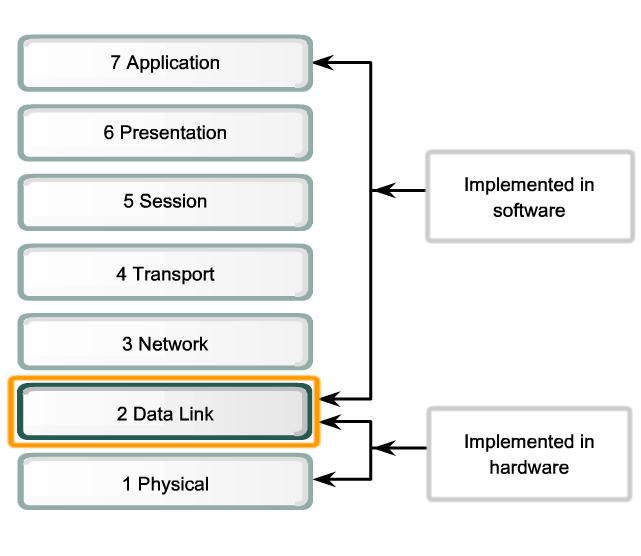 7 Application
6 Presentation
5 Session
4 Transport
3 Network
2 Data Link
1 Physical
Implemented in
software
Implemented in
hardware